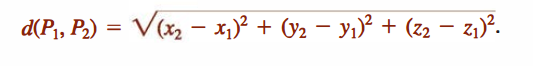 d(P₁, P₂) = √(x₂ − x₁)² + (y₂ − y₁)² + (z₂ − z₁)².